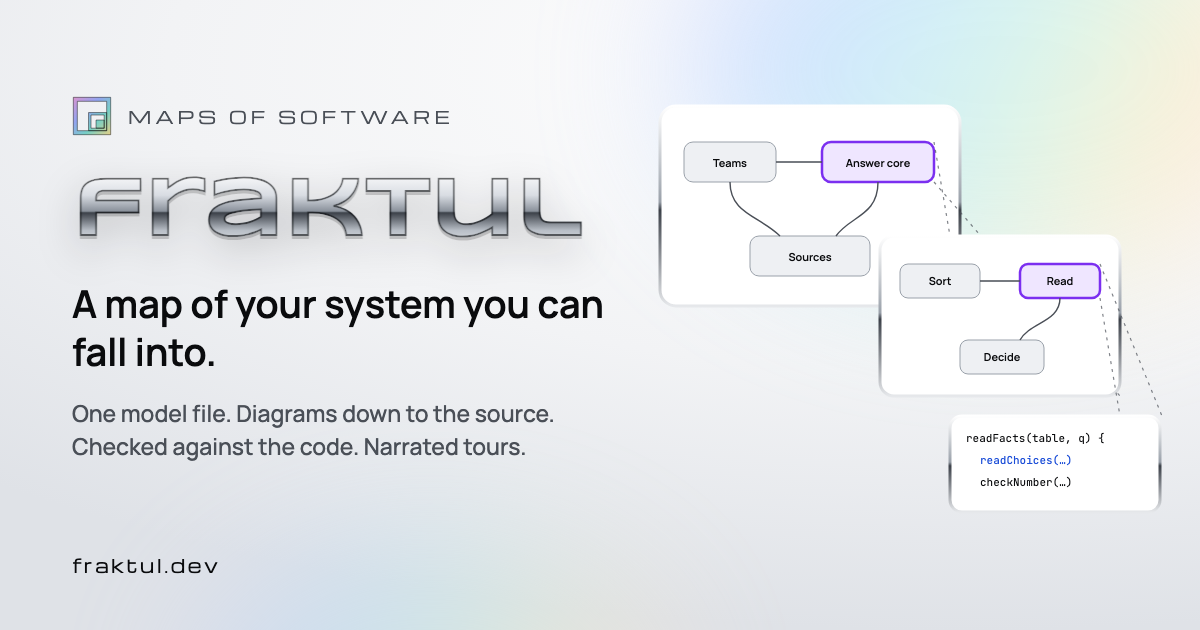 MAPS OF SOFTWARE
fraktul
A map of your system you can
fall into.
One model file. Diagrams down to the source.
Checked against the code. Narrated tours.
fraktul.dev
Teams
Answer core
Sources
Sort
Read
Decide
readFacts(table, q) {
readChoices(…)
checkNumber(…)